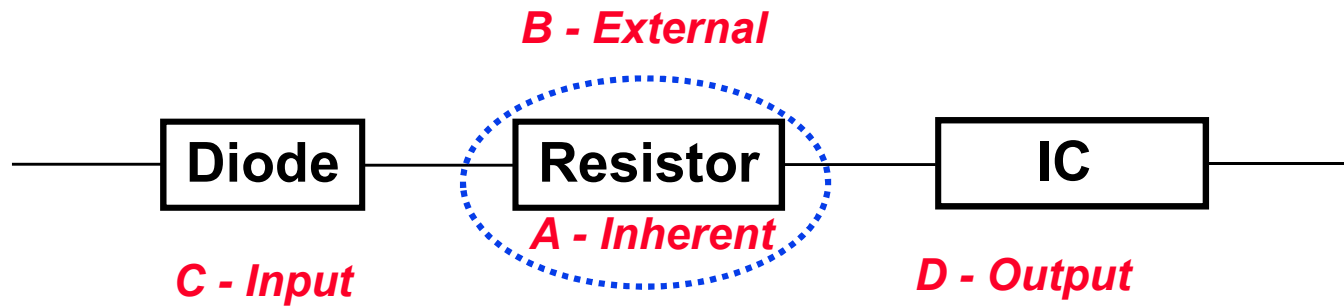 B - External
Diode
Resistor
IC
A - Inherent
C - Input
D - Output